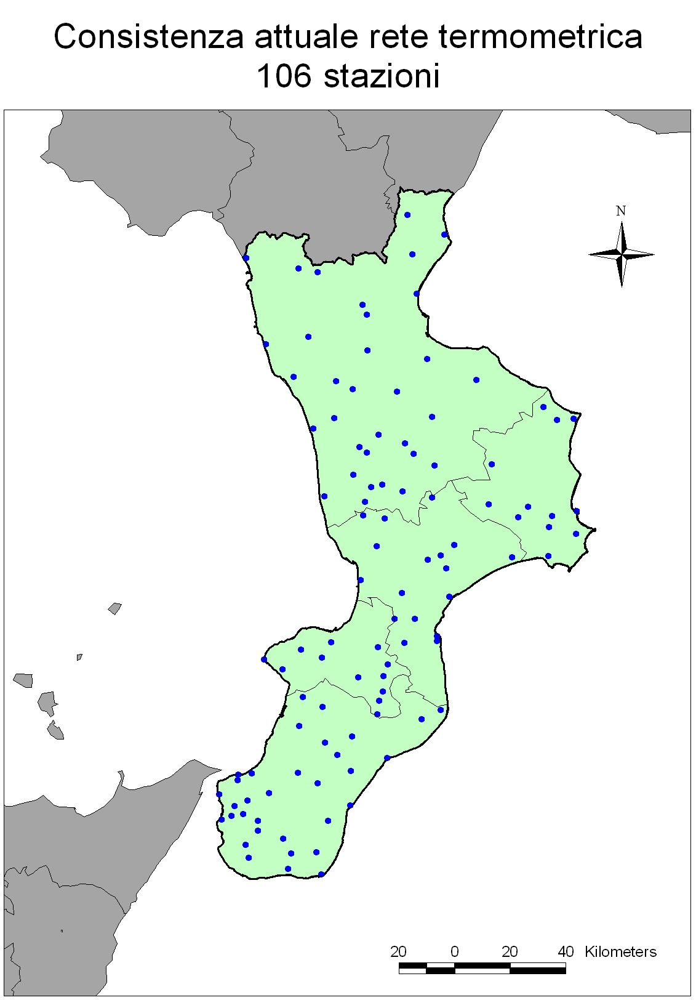 Consistenza attuale rete termometrica
106 stazioni
N
20 0 20 40 Kilometers